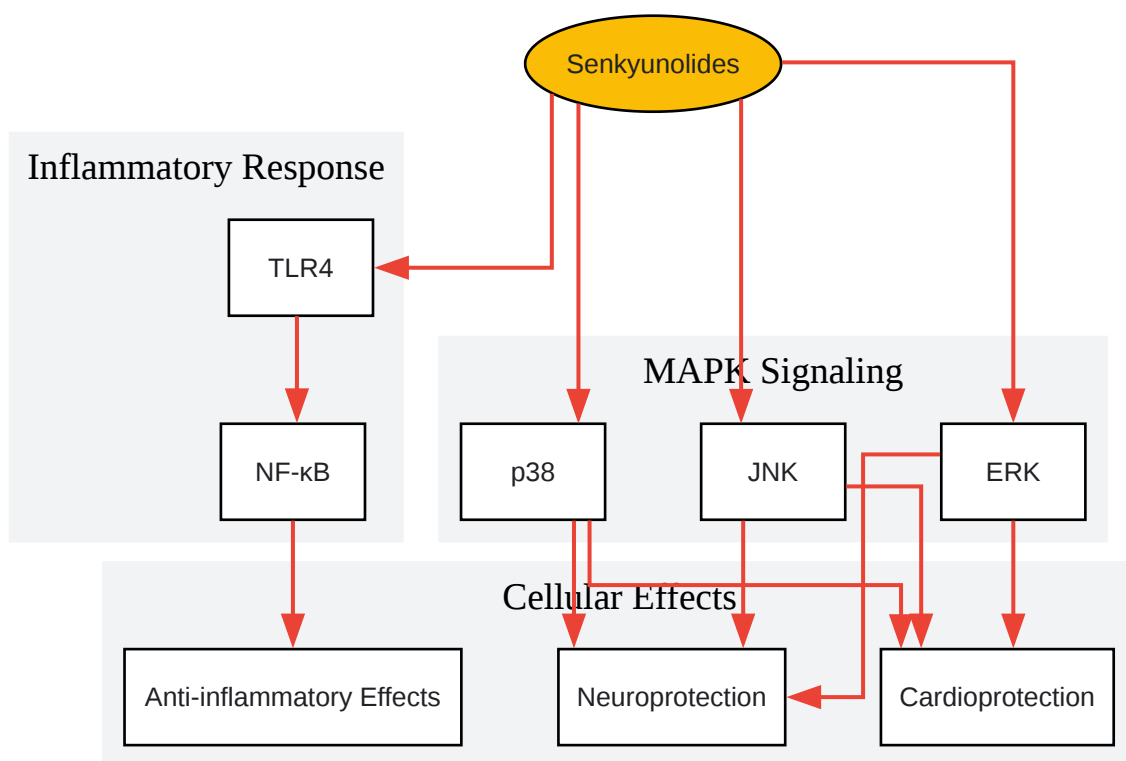 Senkyunolides
Inflammatory Response
TLR4
MAPK Signaling
NF-κB
p38
JNK
ERK
Cellular Effects
Anti-inflammatory Effects
Neuroprotection
Cardioprotection